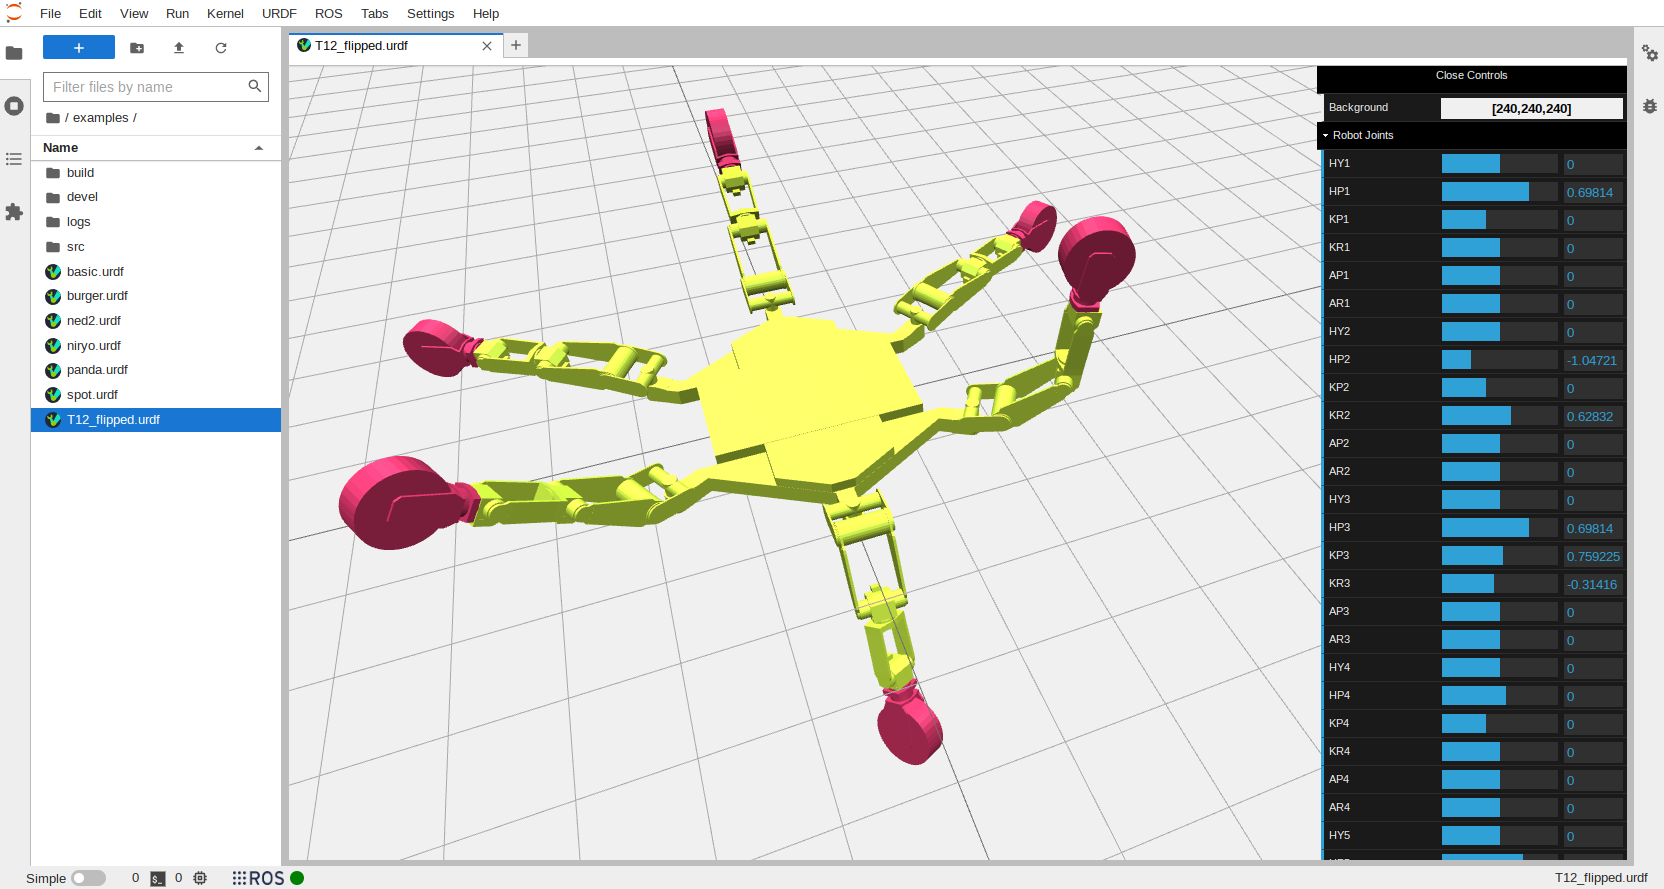 File Edit View Run Kernel URDF ROS Tabs Settings Help
T12_flipped.urdf
Filter files by name
/ examples /
Name
build
devel
logs
src
basic.urdf
burger.urdf
ned2.urdf
niryo.urdf
panda.urdf
spot.urdf
T12_flipped.urdf
Close Controls
Background [240,240,240]
Robot Joints
HY1 0
HP1 0.69814
KP1 0
KR1 0
AP1 0
AR1 0
HY2 0
HP2 -1.04721
KP2 0
KR2 0.62832
AP2 0
AR2 0
HY3 0
HP3 0.69814
KP3 0.759225
KR3 -0.31416
AP3 0
AR3 0
HY4 0
HP4 0
KP4 0
KR4 0
AP4 0
AR4 0
HY5 0
Simple 0 $_ 0 ROS T12_flipped.urdf